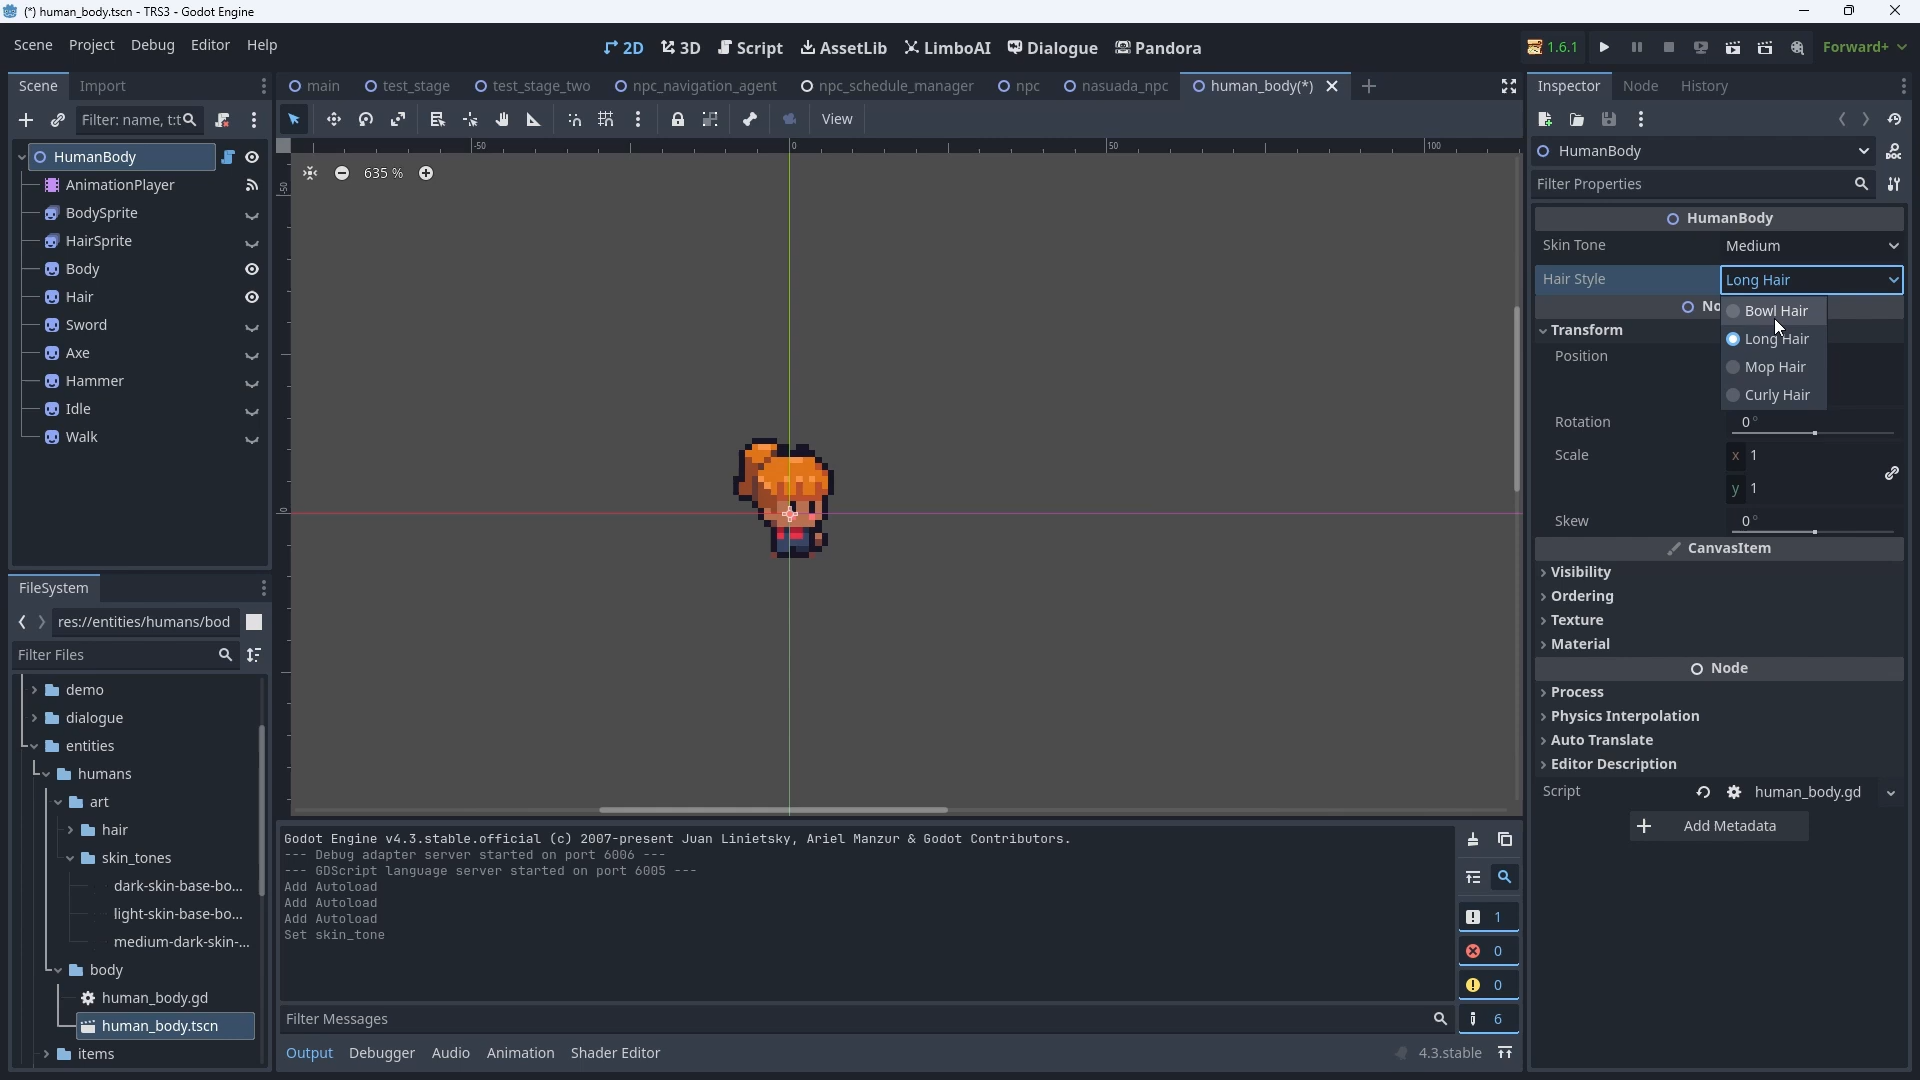 (*) human_body.tscn - TRS3 - Godot Engine
Scene Project Debug Editor Help
2D 3D Script AssetLib LimboAI Dialogue Pandora
1.6.1 Forward+
Scene Import
main test_stage test_stage_two npc_navigation_agent npc_schedule_manager npc nasuada_npc human_body(*)
Inspector Node History
Filter: name, t:t
View
HumanBody
AnimationPlayer
BodySprite
HairSprite
Body
Hair
Sword
Axe
Hammer
Idle
Walk
-50 0 50 100
-50
0
635 %
HumanBody
Filter Properties
HumanBody
Skin Tone Medium
Hair Style Long Hair
No
Bowl Hair
Long Hair
Mop Hair
Curly Hair
Transform
Position
Rotation 0 °
Scale x 1
y 1
Skew 0 °
CanvasItem
Visibility
Ordering
Texture
Material
Node
Process
Physics Interpolation
Auto Translate
Editor Description
Script human_body.gd
Add Metadata
FileSystem
res://entities/humans/bod
Filter Files
demo
dialogue
entities
humans
art
hair
skin_tones
dark-skin-base-bo...
light-skin-base-bo...
medium-dark-skin-...
body
human_body.gd
human_body.tscn
items
Godot Engine v4.3.stable.official (c) 2007-present Juan Linietsky, Ariel Manzur & Godot Contributors.
--- Debug adapter server started on port 6006 ---
--- GDScript language server started on port 6005 ---
Add Autoload
Add Autoload
Add Autoload
Set skin_tone
1
0
0
6
Filter Messages
Output Debugger Audio Animation Shader Editor
4.3.stable